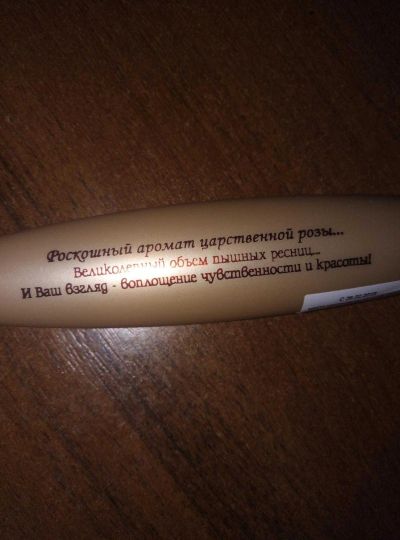 Роскошный аромат царственной розы...
Великолепный объем пышных ресниц...
И Ваш взгляд - воплощение чувственности и красоты!